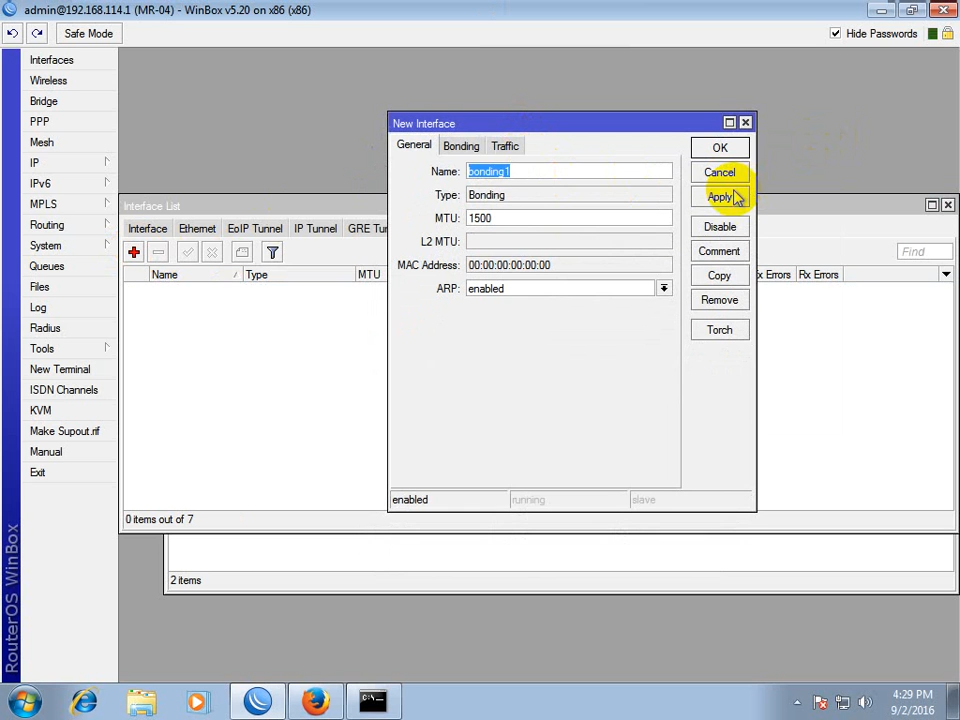 admin@192.168.114.1 (MR-04) - WinBox v5.20 on x86 (x86)
Safe Mode
Hide Passwords
Interfaces
Wireless
Bridge
PPP
Mesh
IP
IPv6
MPLS
Routing
System
Queues
Files
Log
Radius
Tools
New Terminal
ISDN Channels
KVM
Make Supout.rif
Manual
Exit
RouterOS WinBox
Interface List
Interface Ethernet EoIP Tunnel IP Tunnel GRE Tu
Find
Name Type MTU
x Errors Rx Errors
0 items out of 7
2 items
New Interface
General Bonding Traffic
Name: bonding1
Type: Bonding
MTU: 1500
L2 MTU:
MAC Address: 00:00:00:00:00:00
ARP: enabled
OK
Cancel
Apply
Disable
Comment
Copy
Remove
Torch
enabled running slave
C:\.
4:29 PM
9/2/2016